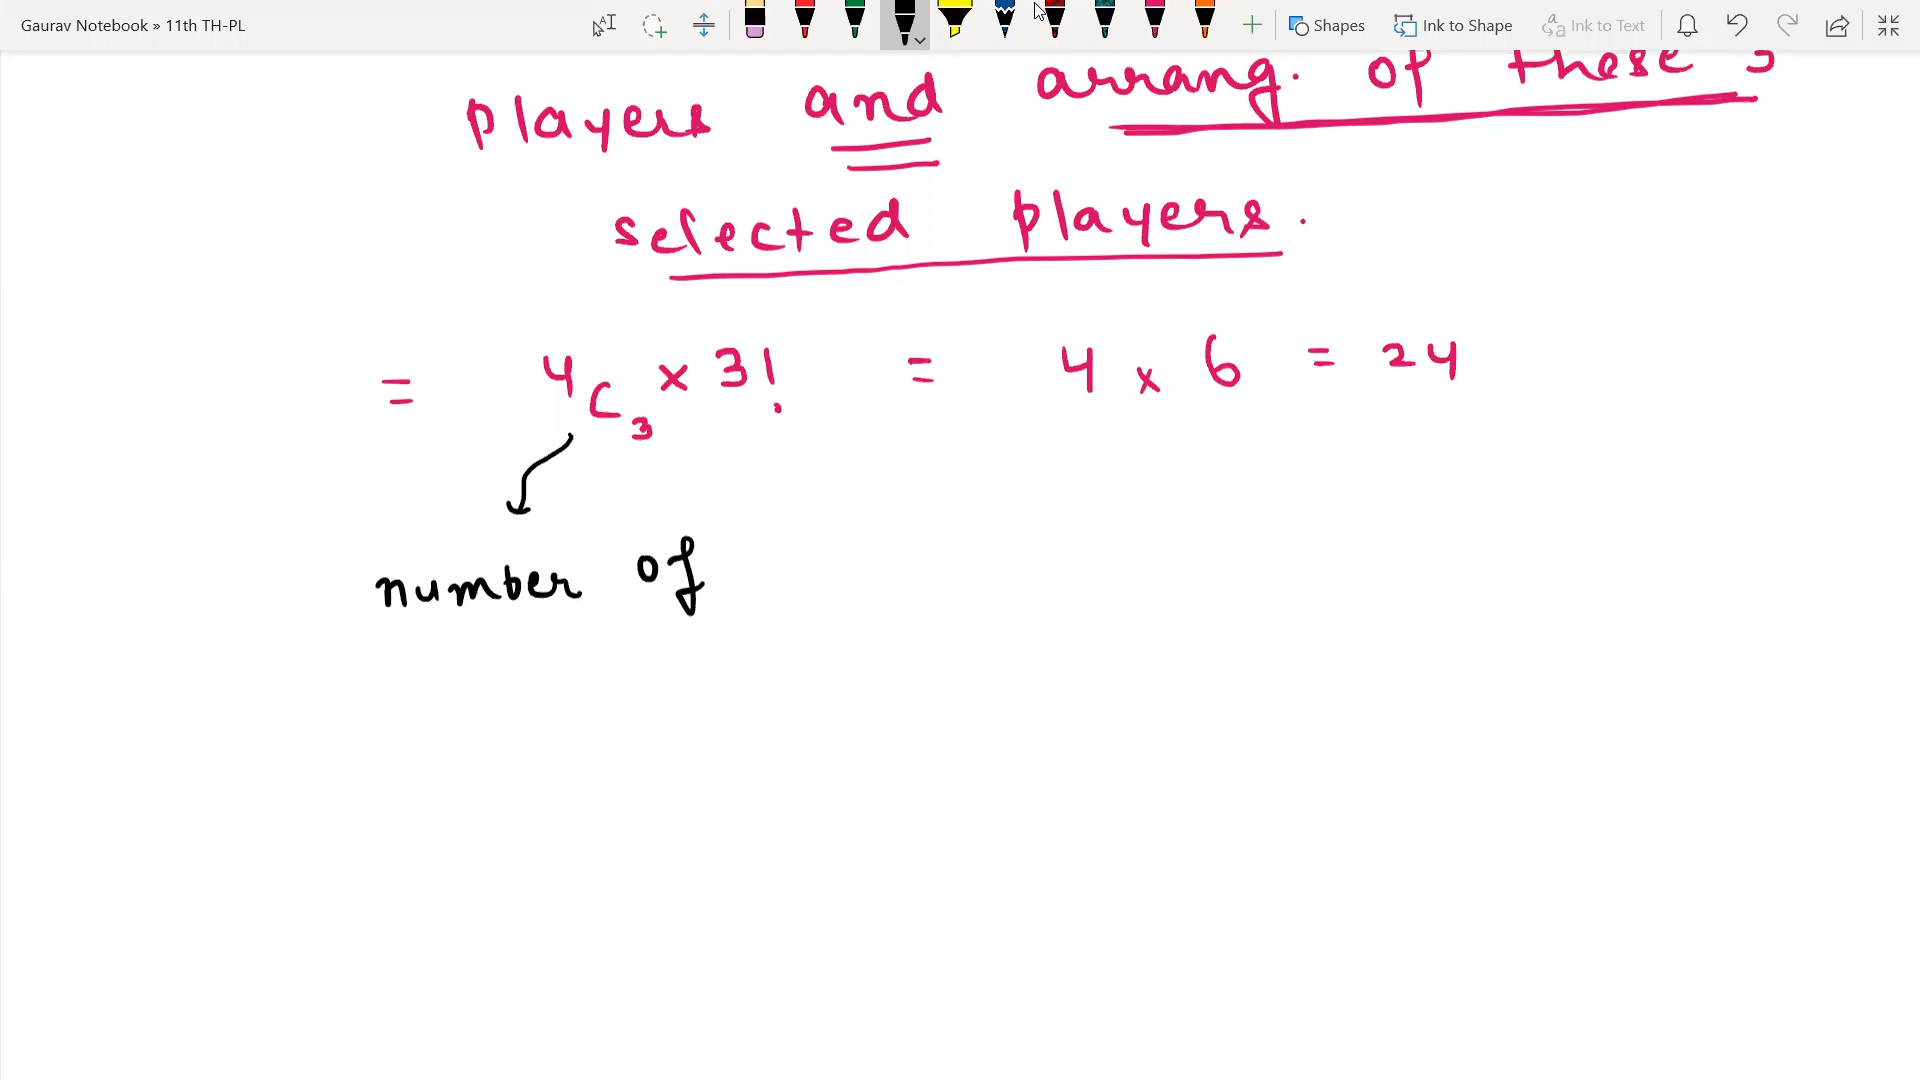 Gaurav Notebook » 11th TH-PL
Shapes
Ink to Shape
Ink to Text
players and arrang. of these 3
selected players.
= 4C3 × 3! = 4 × 6 = 24
number of